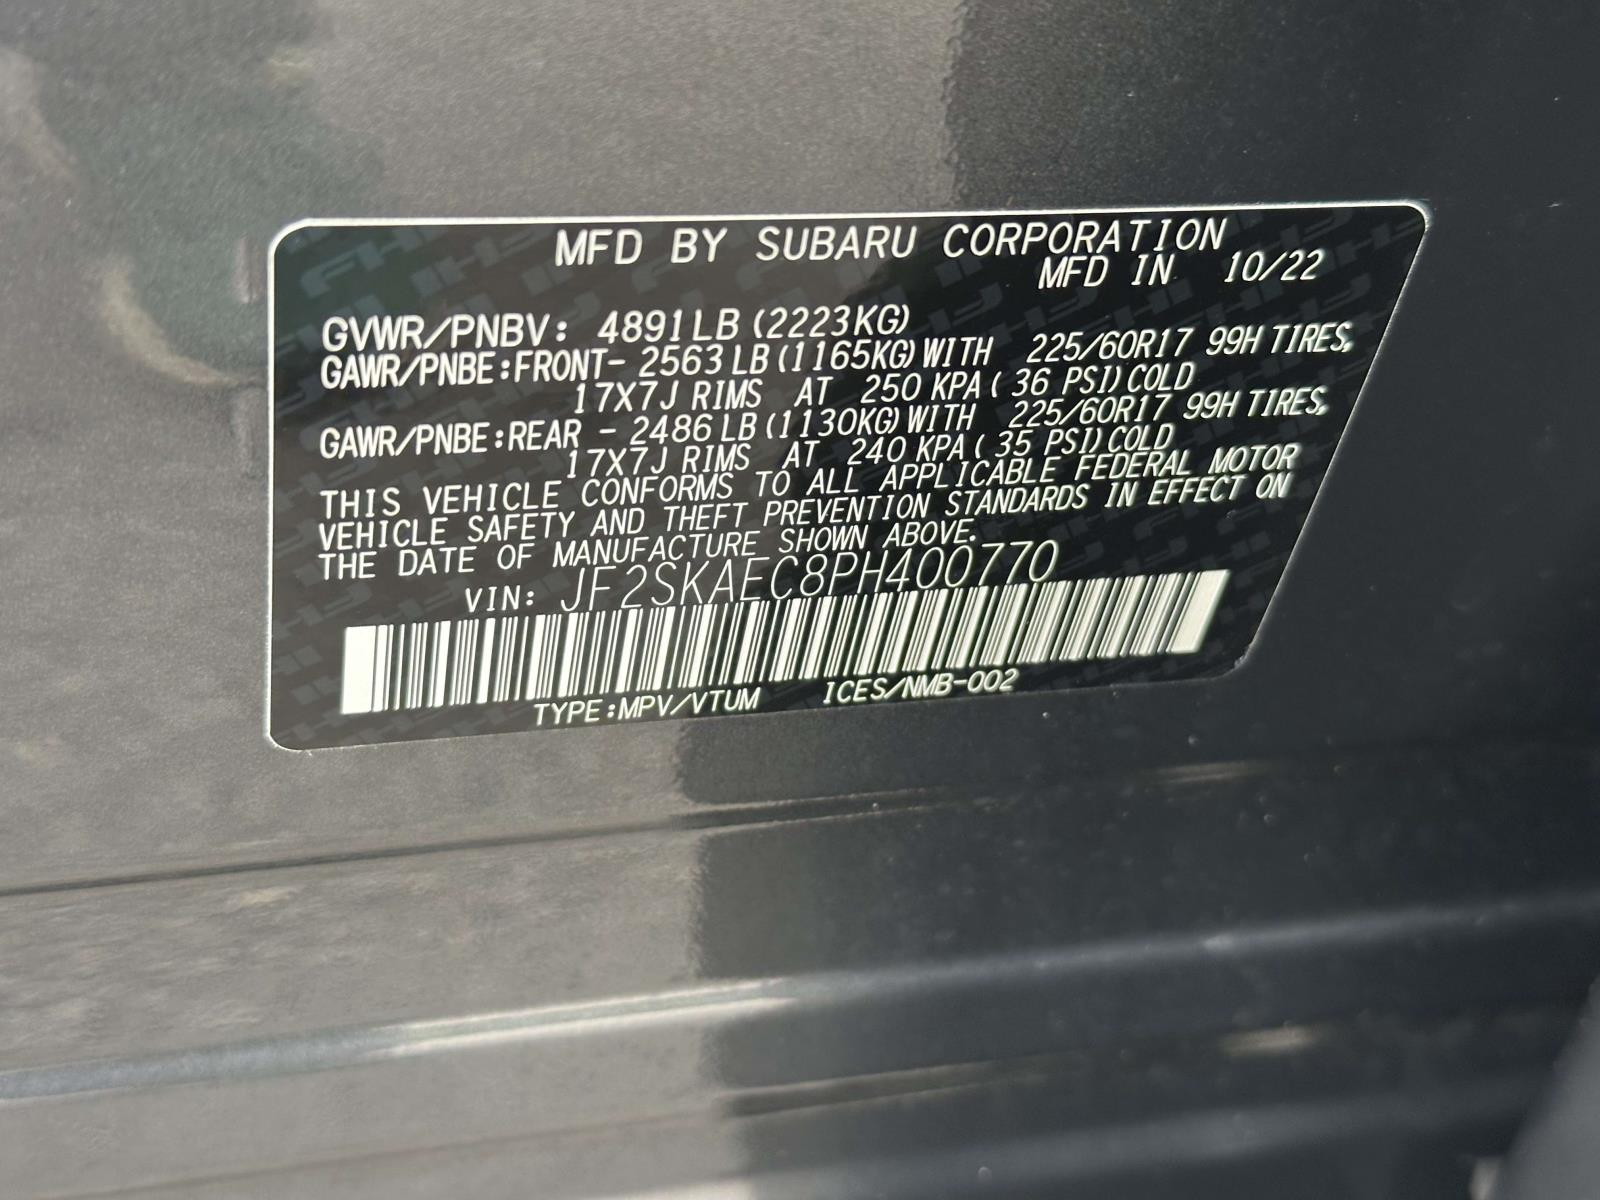 MFD BY SUBARU CORPORATION
MFD IN 10/22
GVWR/PNBV: 4891LB (2223KG)
GAWR/PNBE:FRONT- 2563 LB (1165KG) WITH 225/60R17 99H TIRES,
17X7J RIMS AT 250 KPA ( 36 PSI) COLD
GAWR/PNBE:REAR - 2486 LB (1130KG) WITH 225/60R17 99H TIRES,
17X7J RIMS AT 240 KPA ( 35 PSI) COLD
THIS VEHICLE CONFORMS TO ALL APPLICABLE FEDERAL MOTOR
VEHICLE SAFETY AND THEFT PREVENTION STANDARDS IN EFFECT ON
THE DATE OF MANUFACTURE SHOWN ABOVE.
VIN: JF2SKAEC8PH400770
TYPE:MPV/VTUM ICES/NMB-002